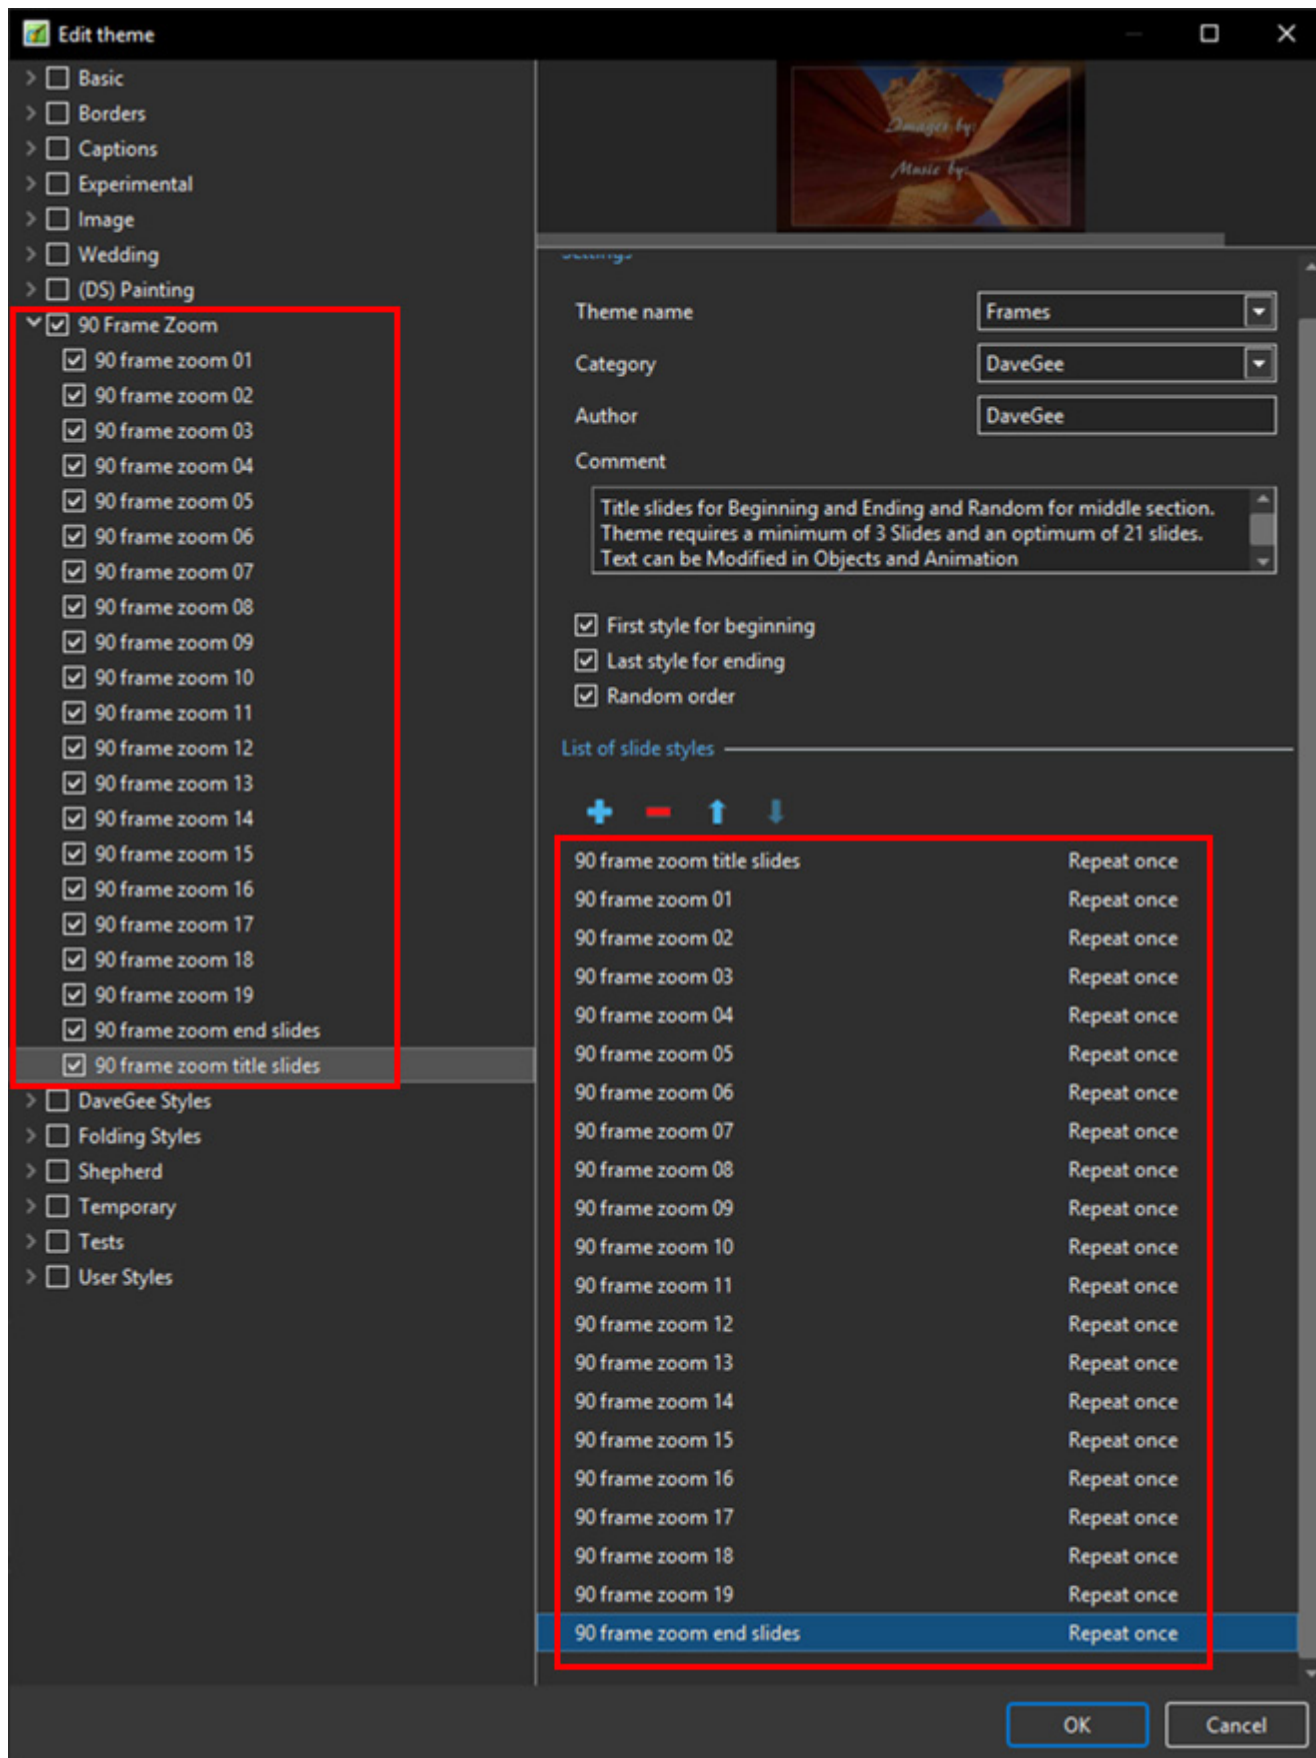 Edit theme
Basic
Borders
Captions
Experimental
Image
Wedding
(DS) Painting
90 Frame Zoom
90 frame zoom 01
90 frame zoom 02
90 frame zoom 03
90 frame zoom 04
90 frame zoom 05
90 frame zoom 06
90 frame zoom 07
90 frame zoom 08
90 frame zoom 09
90 frame zoom 10
90 frame zoom 11
90 frame zoom 12
90 frame zoom 13
90 frame zoom 14
90 frame zoom 15
90 frame zoom 16
90 frame zoom 17
90 frame zoom 18
90 frame zoom 19
90 frame zoom end slides
90 frame zoom title slides
DaveGee Styles
Folding Styles
Shepherd
Temporary
Tests
User Styles
Images by:
Music by:
Settings
Theme name Frames
Category DaveGee
Author DaveGee
Comment
Title slides for Beginning and Ending and Random for middle section.
Theme requires a minimum of 3 Slides and an optimum of 21 slides.
Text can be Modified in Objects and Animation
First style for beginning
Last style for ending
Random order
List of slide styles
90 frame zoom title slides Repeat once
90 frame zoom 01 Repeat once
90 frame zoom 02 Repeat once
90 frame zoom 03 Repeat once
90 frame zoom 04 Repeat once
90 frame zoom 05 Repeat once
90 frame zoom 06 Repeat once
90 frame zoom 07 Repeat once
90 frame zoom 08 Repeat once
90 frame zoom 09 Repeat once
90 frame zoom 10 Repeat once
90 frame zoom 11 Repeat once
90 frame zoom 12 Repeat once
90 frame zoom 13 Repeat once
90 frame zoom 14 Repeat once
90 frame zoom 15 Repeat once
90 frame zoom 16 Repeat once
90 frame zoom 17 Repeat once
90 frame zoom 18 Repeat once
90 frame zoom 19 Repeat once
90 frame zoom end slides Repeat once
OK Cancel